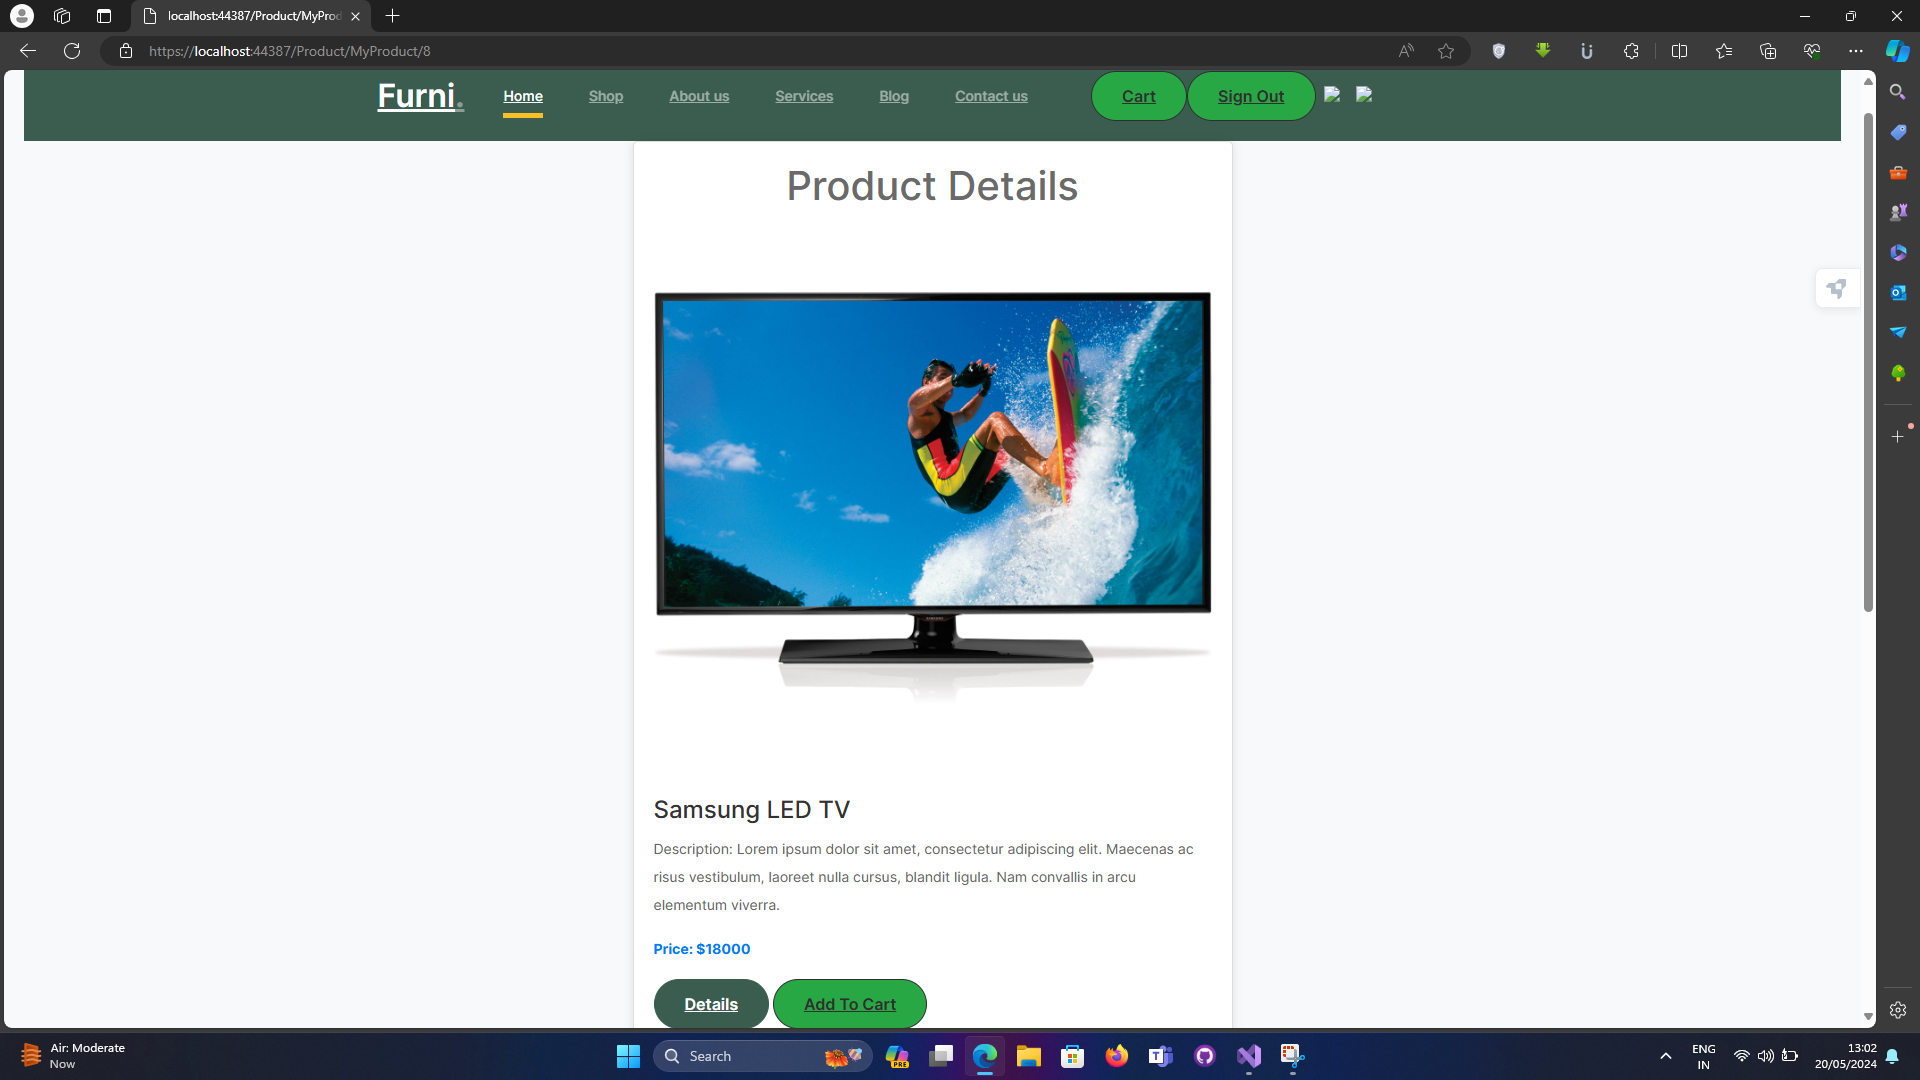 localhost:44387/Product/MyProd
https://localhost:44387/Product/MyProduct/8
Furni.
Home
Shop
About us
Services
Blog
Contact us
Cart
Sign Out
Product Details
SAMSUNG
Samsung LED TV
Description: Lorem ipsum dolor sit amet, consectetur adipiscing elit. Maecenas ac
risus vestibulum, laoreet nulla cursus, blandit ligula. Nam convallis in arcu
elementum viverra.
Price: $18000
Details
Add To Cart
Air: Moderate
Now
Search
PRE
ENG
IN
13:02
20/05/2024